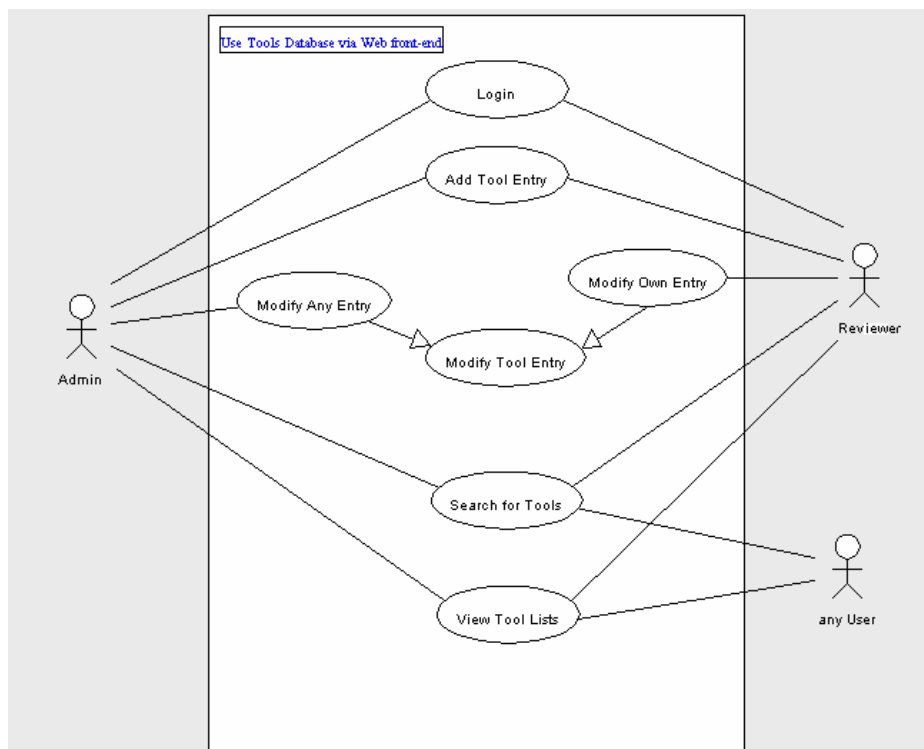 Use Tools Database via Web front-end
Login
Add Tool Entry
Modify Own Entry
Modify Any Entry
Reviewer
Modify Tool Entry
Admin
Search for Tools
View Tool Lists
any User